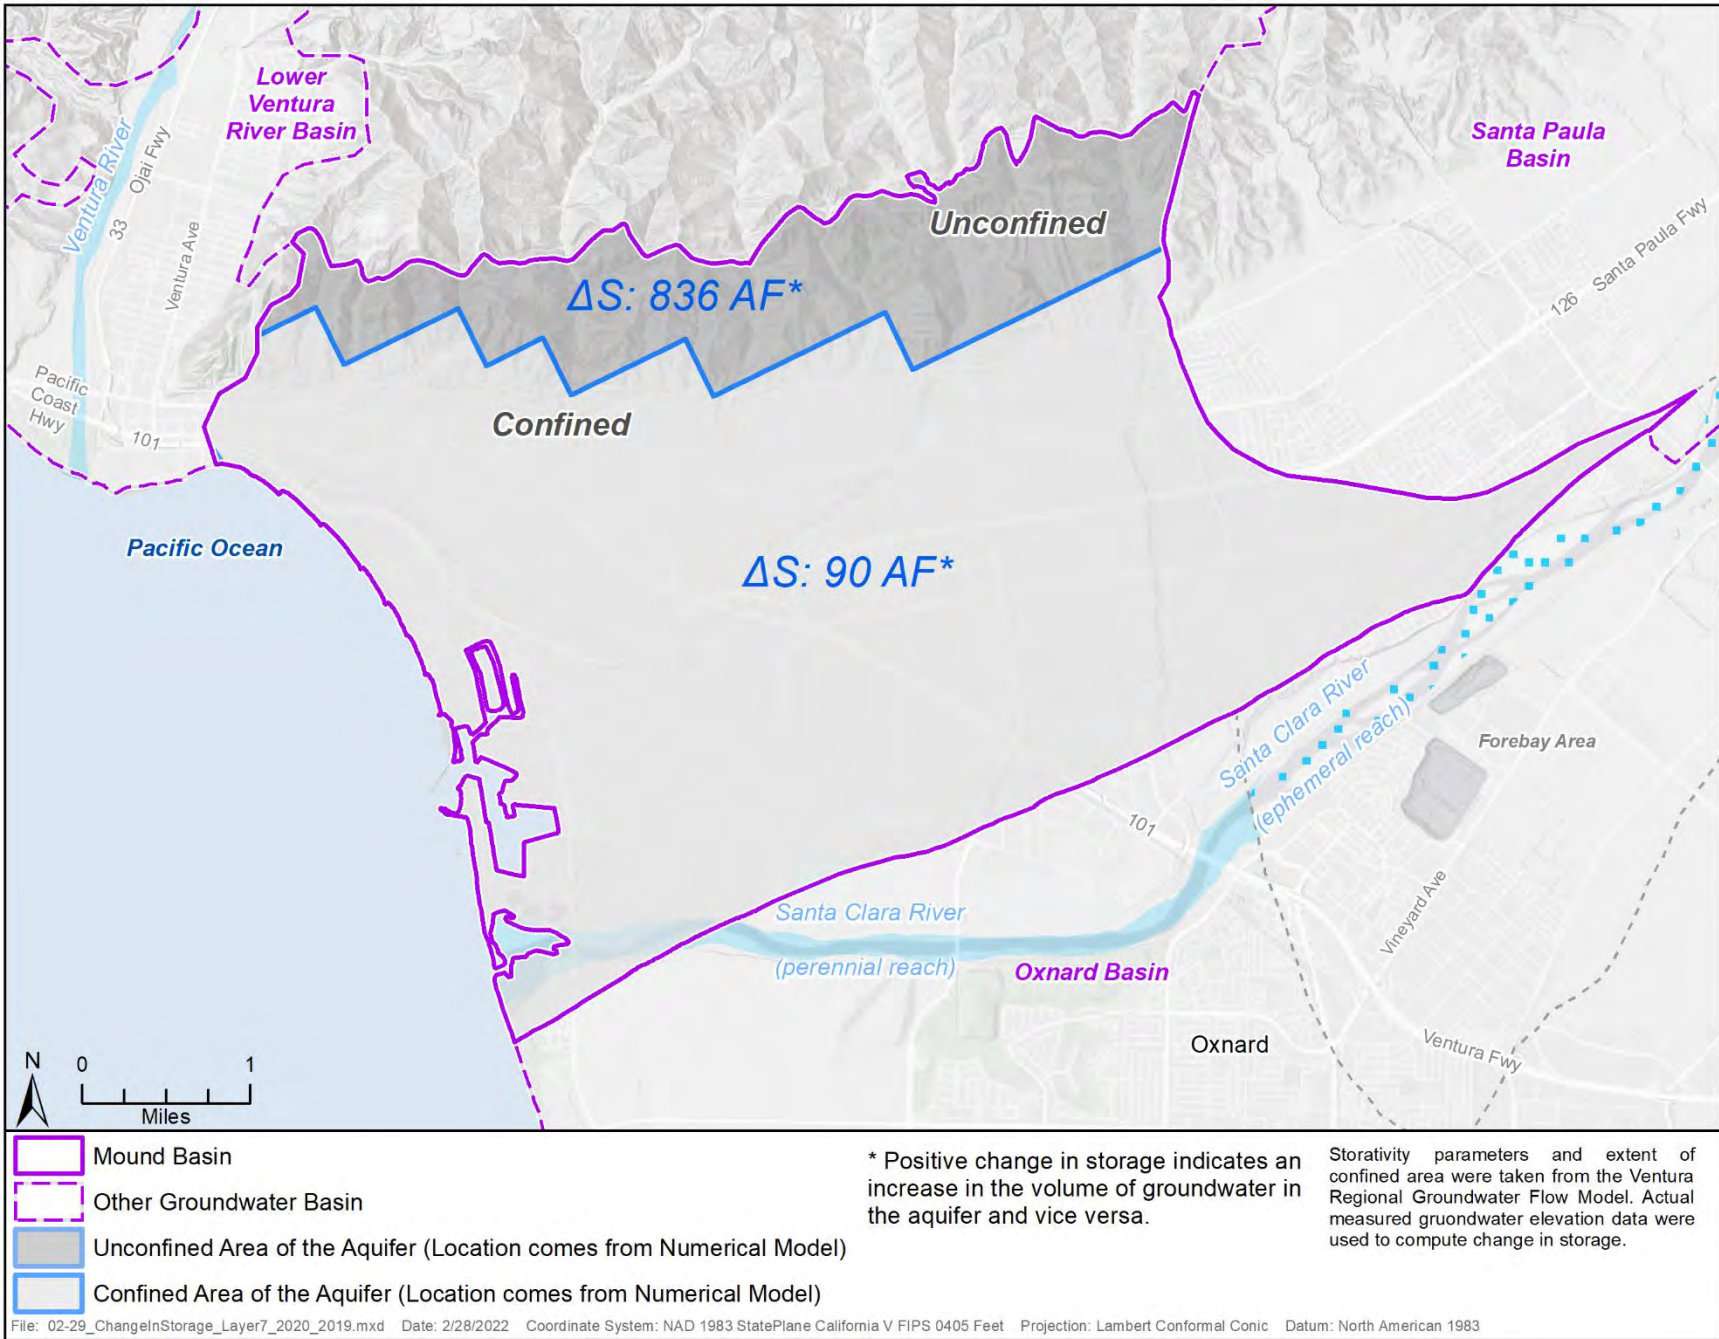 Lower
Ventura
River Basin
Santa Paula
Basin
Ventura River
33
Ojai Fwy
Ventura Ave
Unconfined
Santa Paula Fwy
126
ΔS: 836 AF*
Pacific
Coast
Hwy
101
Confined
Pacific Ocean
ΔS: 90 AF*
Santa Clara River
(ephemeral reach)
Forebay Area
101
Santa Clara River
(perennial reach)
Vineyard Ave
Oxnard Basin
Oxnard
Ventura Fwy
N
0 1
Miles
Mound Basin
Other Groundwater Basin
Unconfined Area of the Aquifer (Location comes from Numerical Model)
Confined Area of the Aquifer (Location comes from Numerical Model)
* Positive change in storage indicates an
increase in the volume of groundwater in
the aquifer and vice versa.
Storativity parameters and extent of
confined area were taken from the Ventura
Regional Groundwater Flow Model. Actual
measured gruondwater elevation data were
used to compute change in storage.
File: 02-29_ChangeInStorage_Layer7_2020_2019.mxd Date: 2/28/2022 Coordinate System: NAD 1983 StatePlane California V FIPS 0405 Feet Projection: Lambert Conformal Conic Datum: North American 1983